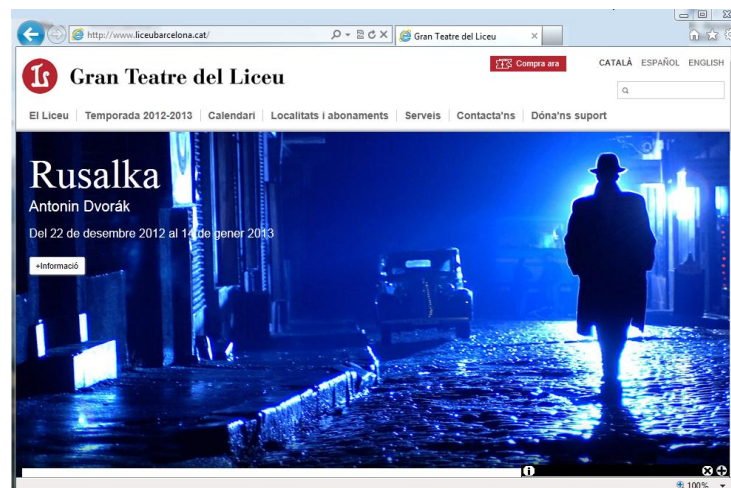 http://www.liceubarcelona.cat/
Gran Teatre del Liceu
Compra ara
CATALÀ ESPAÑOL ENGLISH
Gran Teatre del Liceu
El Liceu Temporada 2012-2013 Calendari Localitats i abonaments Serveis Contacta'ns Dóna'ns suport
Rusalka
Antonin Dvorák
Del 22 de desembre 2012 al 14 de gener 2013
+Informació
100%